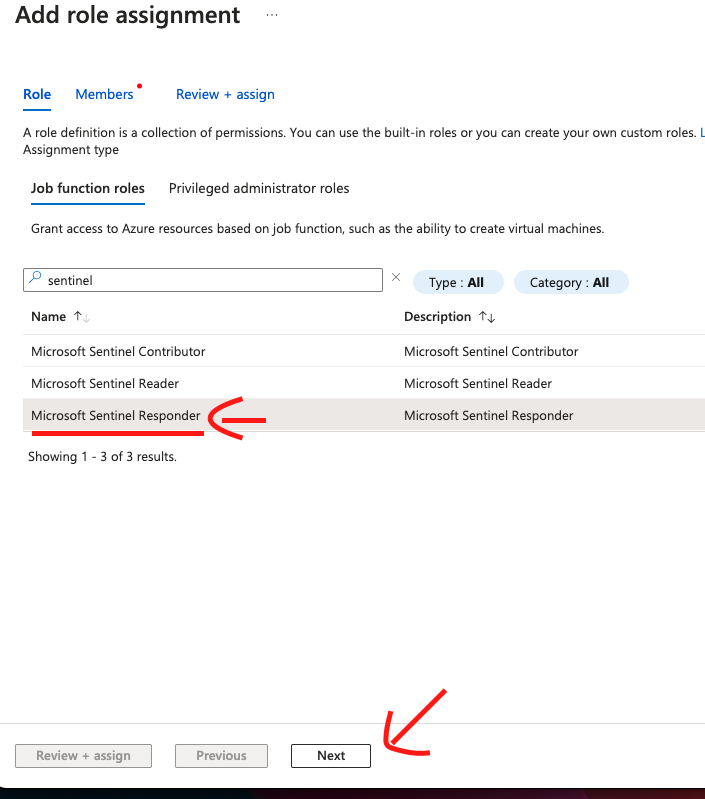 Add role assignment ...
Role Members Review + assign
A role definition is a collection of permissions. You can use the built-in roles or you can create your own custom roles. L
Assignment type
Job function roles Privileged administrator roles
Grant access to Azure resources based on job function, such as the ability to create virtual machines.
sentinel Type : All Category : All
Name ↑↓ Description ↑↓
Microsoft Sentinel Contributor Microsoft Sentinel Contributor
Microsoft Sentinel Reader Microsoft Sentinel Reader
Microsoft Sentinel Responder Microsoft Sentinel Responder
Showing 1 - 3 of 3 results.
Review + assign Previous Next